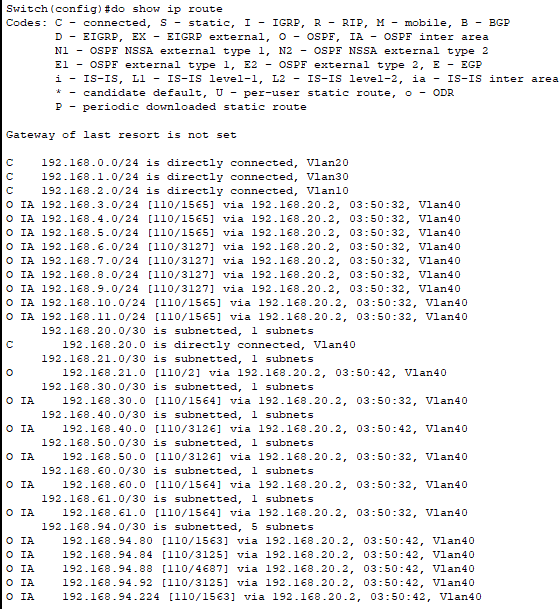 Switch(config)#do show ip route
Codes: C - connected, S - static, I - IGRP, R - RIP, M - mobile, B - BGP
       D - EIGRP, EX - EIGRP external, O - OSPF, IA - OSPF inter area
       N1 - OSPF NSSA external type 1, N2 - OSPF NSSA external type 2
       E1 - OSPF external type 1, E2 - OSPF external type 2, E - EGP
       i - IS-IS, L1 - IS-IS level-1, L2 - IS-IS level-2, ia - IS-IS inter area
       * - candidate default, U - per-user static route, o - ODR
       P - periodic downloaded static route

Gateway of last resort is not set

C    192.168.0.0/24 is directly connected, Vlan20
C    192.168.1.0/24 is directly connected, Vlan30
C    192.168.2.0/24 is directly connected, Vlan10
O IA 192.168.3.0/24 [110/1565] via 192.168.20.2, 03:50:32, Vlan40
O IA 192.168.4.0/24 [110/1565] via 192.168.20.2, 03:50:32, Vlan40
O IA 192.168.5.0/24 [110/1565] via 192.168.20.2, 03:50:32, Vlan40
O IA 192.168.6.0/24 [110/3127] via 192.168.20.2, 03:50:32, Vlan40
O IA 192.168.7.0/24 [110/3127] via 192.168.20.2, 03:50:32, Vlan40
O IA 192.168.8.0/24 [110/3127] via 192.168.20.2, 03:50:32, Vlan40
O IA 192.168.9.0/24 [110/3127] via 192.168.20.2, 03:50:32, Vlan40
O IA 192.168.10.0/24 [110/1565] via 192.168.20.2, 03:50:32, Vlan40
O IA 192.168.11.0/24 [110/1565] via 192.168.20.2, 03:50:32, Vlan40
     192.168.20.0/30 is subnetted, 1 subnets
C       192.168.20.0 is directly connected, Vlan40
     192.168.21.0/30 is subnetted, 1 subnets
O       192.168.21.0 [110/2] via 192.168.20.2, 03:50:42, Vlan40
     192.168.30.0/30 is subnetted, 1 subnets
O IA    192.168.30.0 [110/1564] via 192.168.20.2, 03:50:32, Vlan40
     192.168.40.0/30 is subnetted, 1 subnets
O IA    192.168.40.0 [110/3126] via 192.168.20.2, 03:50:42, Vlan40
     192.168.50.0/30 is subnetted, 1 subnets
O IA    192.168.50.0 [110/3126] via 192.168.20.2, 03:50:32, Vlan40
     192.168.60.0/30 is subnetted, 1 subnets
O IA    192.168.60.0 [110/1564] via 192.168.20.2, 03:50:32, Vlan40
     192.168.61.0/30 is subnetted, 1 subnets
O IA    192.168.61.0 [110/1564] via 192.168.20.2, 03:50:32, Vlan40
     192.168.94.0/30 is subnetted, 5 subnets
O IA    192.168.94.80 [110/1563] via 192.168.20.2, 03:50:42, Vlan40
O IA    192.168.94.84 [110/3125] via 192.168.20.2, 03:50:42, Vlan40
O IA    192.168.94.88 [110/4687] via 192.168.20.2, 03:50:42, Vlan40
O IA    192.168.94.92 [110/3125] via 192.168.20.2, 03:50:42, Vlan40
O IA    192.168.94.224 [110/1563] via 192.168.20.2, 03:50:42, Vlan40